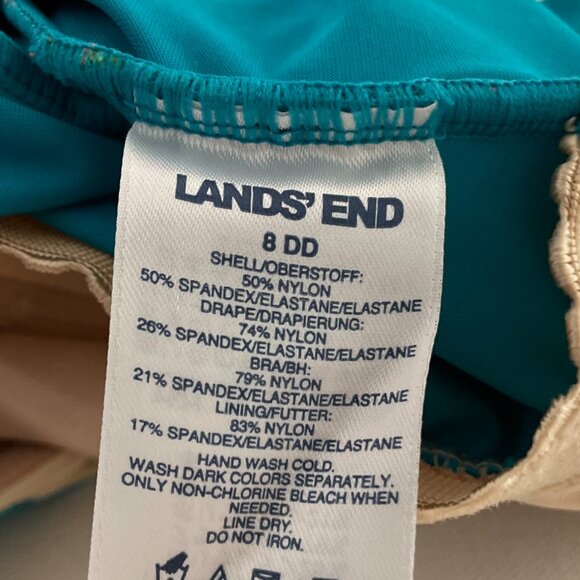 LANDS' END
8 DD
SHELL/OBERSTOFF:
50% NYLON
50% SPANDEX/ELASTANE/ELASTANE
DRAPE/DRAPIERUNG:
74% NYLON
26% SPANDEX/ELASTANE/ELASTANE
BRA/BH:
79% NYLON
21% SPANDEX/ELASTANE/ELASTANE
LINING/FUTTER:
83% NYLON
17% SPANDEX/ELASTANE/ELASTANE
HAND WASH COLD.
WASH DARK COLORS SEPARATELY.
ONLY NON-CHLORINE BLEACH WHEN
NEEDED.
LINE DRY.
DO NOT IRON.